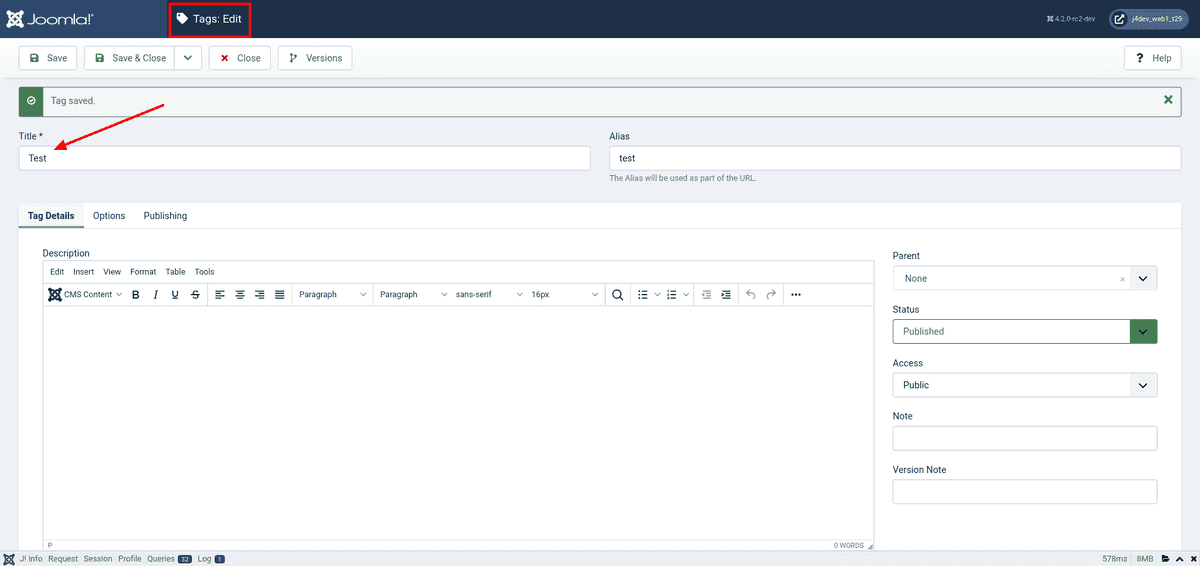 Joomla!® Tags: Edit 4.2.0-rc2-dev j4dev_web1_t29
Save Save & Close Close Versions Help
Tag saved.
Title * Alias
Test test
The Alias will be used as part of the URL.
Tag Details Options Publishing
Description Parent
Edit Insert View Format Table Tools
None
CMS Content B I U S Paragraph Paragraph sans-serif 16px
Status
Published
Access
Public
Note
Version Note
P 0 WORDS
J! Info Request Session Profile Queries 32 Log 1 578ms 8MB